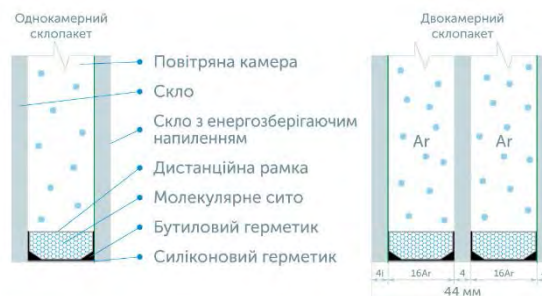 Однокамерний
склопакет
Повітряна камера
Скло
Скло з енергозберігаючим
напиленням
Дистанційна рамка
Молекулярне сито
Бутиловий герметик
Силіконовий герметик
Двокамерний
склопакет
Ar Ar
4i 16Ar 4 16Ar
44 мм